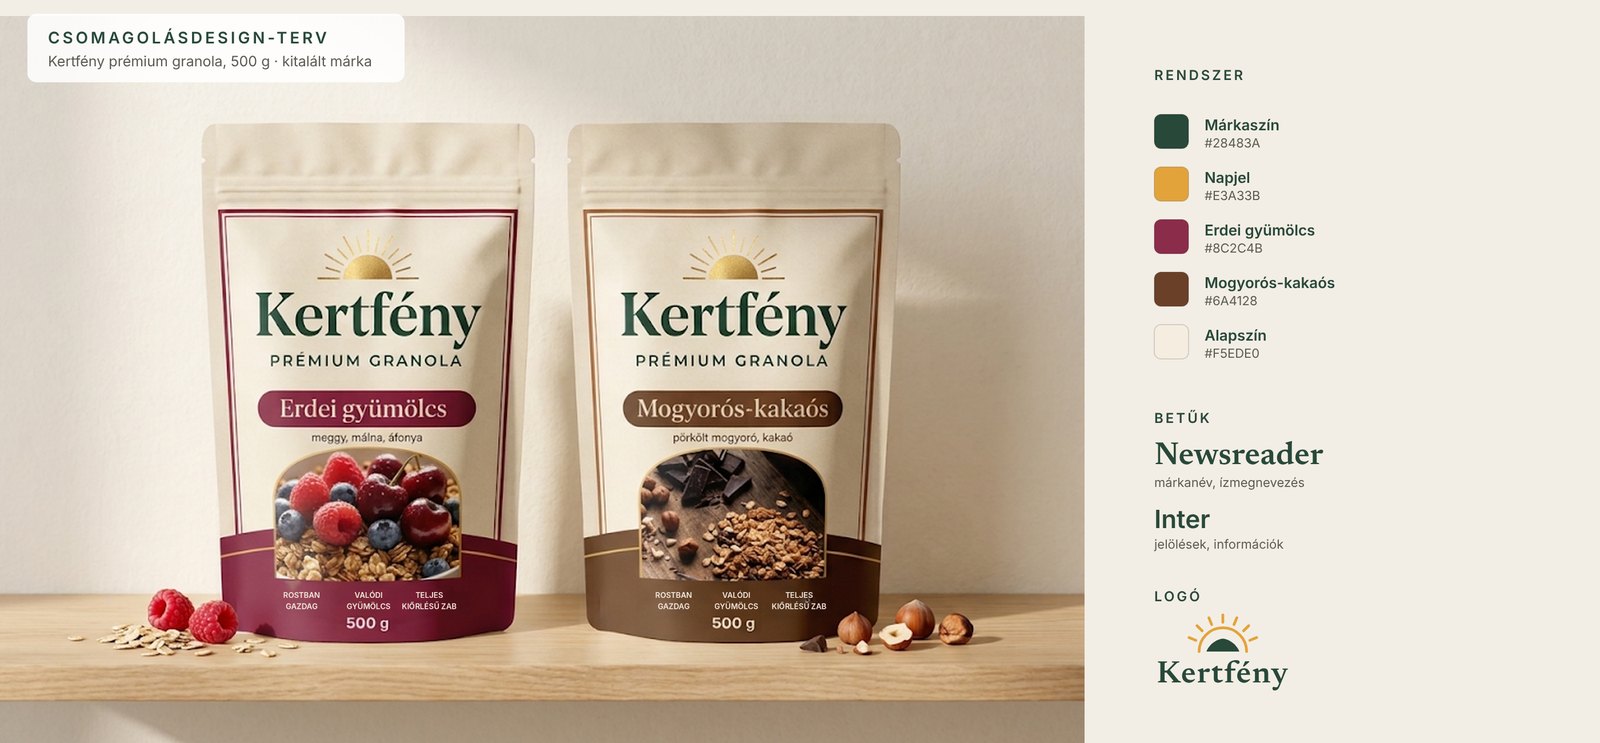 CSOMAGOLÁSDESIGN-TERV
Kertfény prémium granola, 500 g · kitalált márka
Kertfény
PRÉMIUM GRANOLA
Erdei gyümölcs
meggy, málna, áfonya
ROSTBAN GAZDAG
VALÓDI GYÜMÖLCS
TELJES KIŐRLÉSŰ ZAB
500 g
Kertfény
PRÉMIUM GRANOLA
Mogyorós-kakaós
pörkölt mogyoró, kakaó
ROSTBAN GAZDAG
VALÓDI GYÜMÖLCS
TELJES KIŐRLÉSŰ ZAB
500 g
RENDSZER
Márkaszín
#28483A
Napjel
#E3A33B
Erdei gyümölcs
#8C2C4B
Mogyorós-kakaós
#6A4128
Alapszín
#F5EDE0
BETŰK
Newsreader
márkanév, ízmegnevezés
Inter
jelölések, információk
LOGÓ
Kertfény